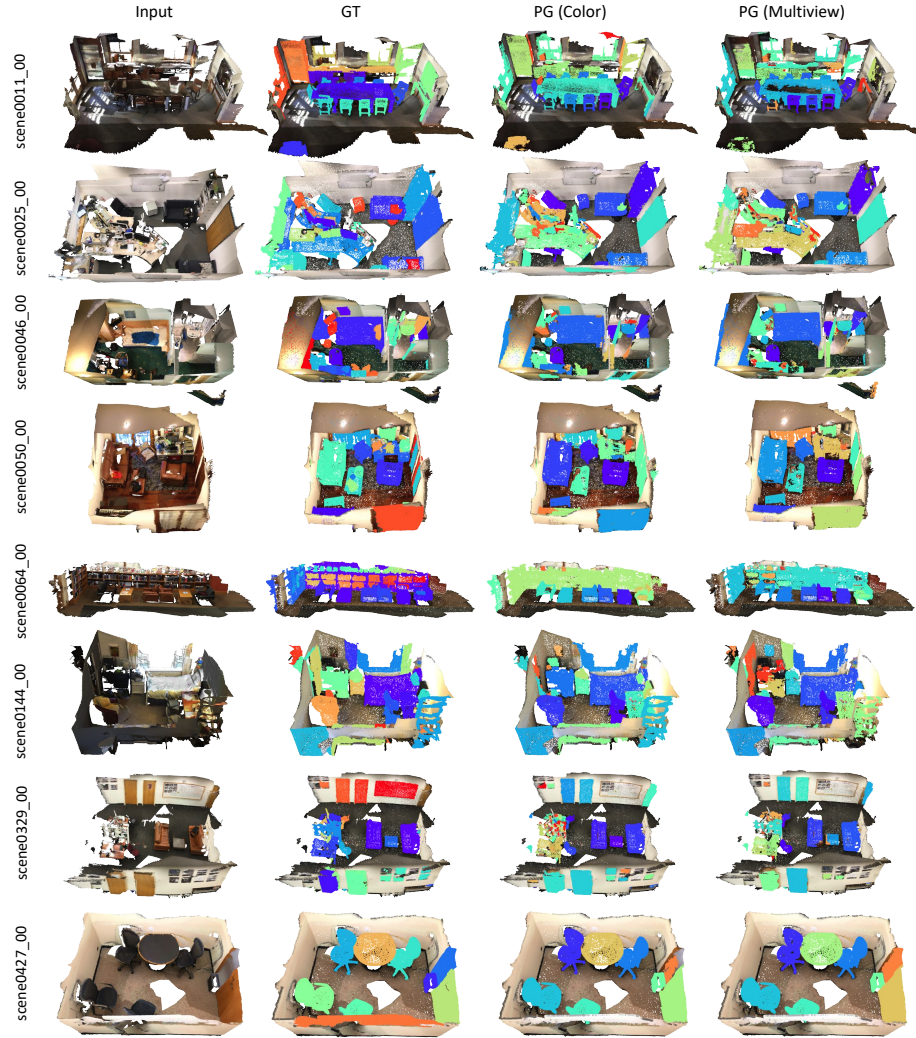 Input GT PG (Color) PG (Multiview)
scene0011_00
scene0025_00
scene0046_00
scene0050_00
scene0064_00
scene0144_00
scene0329_00
scene0427_00